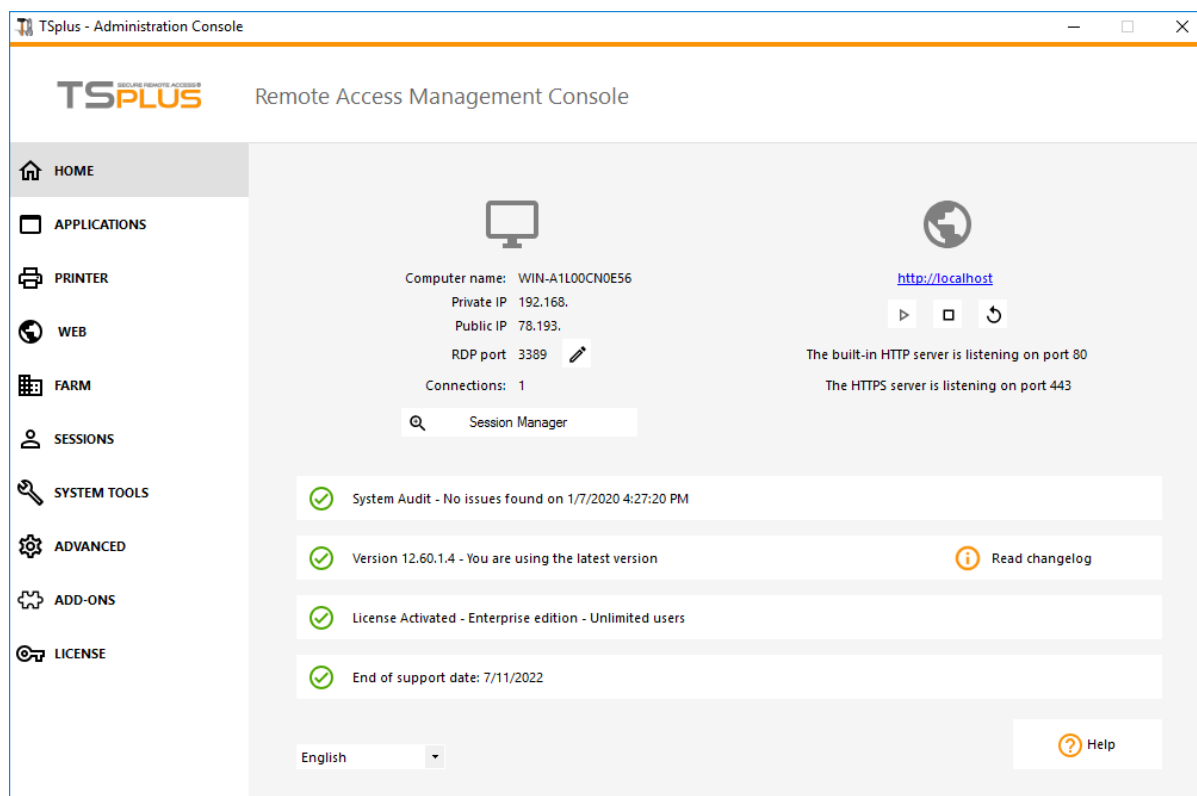 TSplus - Administration Console
TSPLUS SECURE REMOTE ACCESS®
Remote Access Management Console
HOME
APPLICATIONS
PRINTER
WEB
FARM
SESSIONS
SYSTEM TOOLS
ADVANCED
ADD-ONS
LICENSE
Computer name: WIN-A1L00CN0E56
Private IP 192.168.
Public IP 78.193.
RDP port 3389
Connections: 1
Session Manager
http://localhost
The built-in HTTP server is listening on port 80
The HTTPS server is listening on port 443
System Audit - No issues found on 1/7/2020 4:27:20 PM
Version 12.60.1.4 - You are using the latest version
Read changelog
License Activated - Enterprise edition - Unlimited users
End of support date: 7/11/2022
English
Help